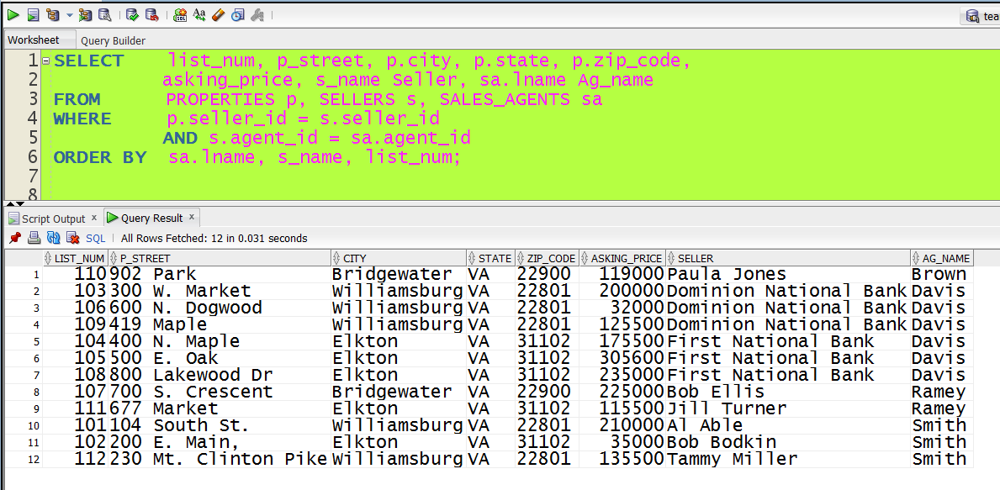 tea
Worksheet Query Builder
1 SELECT list_num, p_street, p.city, p.state, p.zip_code,
2 asking_price, s_name Seller, sa.lname Ag_name
3 FROM PROPERTIES p, SELLERS s, SALES_AGENTS sa
4 WHERE p.seller_id = s.seller_id
5 AND s.agent_id = sa.agent_id
6 ORDER BY sa.lname, s_name, list_num;
7
8
Script Output x Query Result x
SQL All Rows Fetched: 12 in 0.031 seconds
LIST_NUM P_STREET CITY STATE ZIP_CODE ASKING_PRICE SELLER AG_NAME
1 110 902 Park Bridgewater VA 22900 119000 Paula Jones Brown
2 103 300 W. Market Williamsburg VA 22801 200000 Dominion National Bank Davis
3 106 600 N. Dogwood Williamsburg VA 22801 32000 Dominion National Bank Davis
4 109 419 Maple Williamsburg VA 22801 125500 Dominion National Bank Davis
5 104 400 N. Maple Elkton VA 31102 175500 First National Bank Davis
6 105 500 E. Oak Elkton VA 31102 305600 First National Bank Davis
7 108 800 Lakewood Dr Elkton VA 31102 235000 First National Bank Davis
8 107 700 S. Crescent Bridgewater VA 22900 225000 Bob Ellis Ramey
9 111 677 Market Elkton VA 31102 115500 Jill Turner Ramey
10 101 104 South St. Williamsburg VA 22801 210000 Al Able Smith
11 102 200 E. Main, Elkton VA 31102 35000 Bob Bodkin Smith
12 112 230 Mt. Clinton Pike Williamsburg VA 22801 135500 Tammy Miller Smith